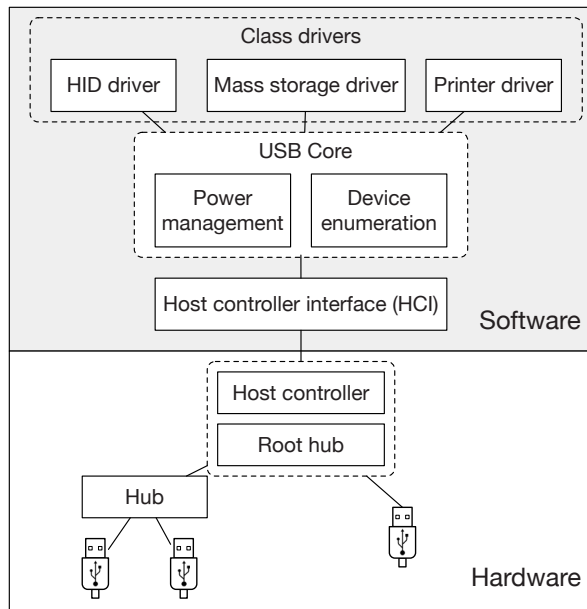 Class drivers
HID driver
Mass storage driver
Printer driver
USB Core
Power
management
Device
enumeration
Host controller interface (HCI)
Software
Host controller
Root hub
Hub
Hardware